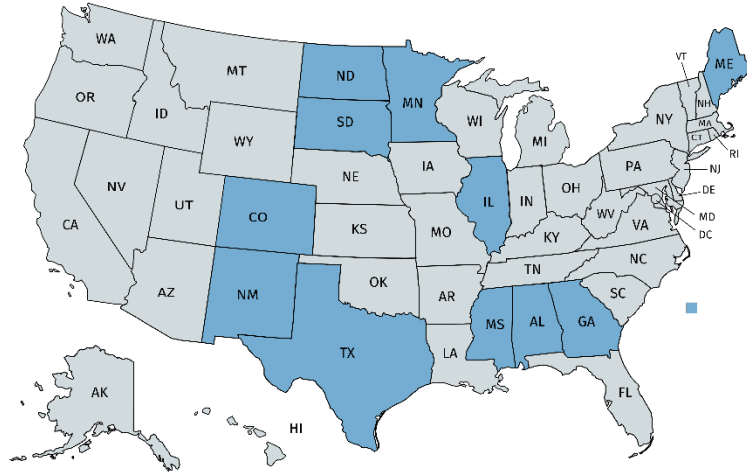 WA
OR
ID
MT
ND
MN
SD
WY
WI
MI
NE
IA
IL
IN
OH
PA
NY
VT
NH
ME
MA
CT
RI
NJ
DE
MD
DC
WV
VA
KY
NC
TN
SC
CA
NV
UT
CO
KS
MO
AZ
NM
OK
AR
TX
LA
MS
AL
GA
FL
AK
HI